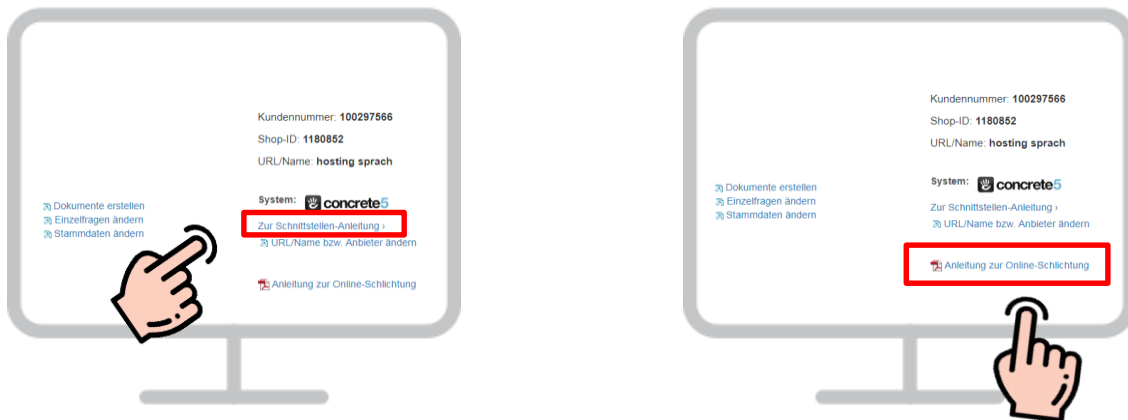 Kundennummer: 100297566
Shop-ID: 1180852
URL/Name: hosting sprach
System: concrete5
Dokumente erstellen
Einzelfragen ändern
Stammdaten ändern
Zur Schnittstellen-Anleitung ›
URL/Name bzw. Anbieter ändern
Anleitung zur Online-Schlichtung
Kundennummer: 100297566
Shop-ID: 1180852
URL/Name: hosting sprach
System: concrete5
Dokumente erstellen
Einzelfragen ändern
Stammdaten ändern
Zur Schnittstellen-Anleitung ›
URL/Name bzw. Anbieter ändern
Anleitung zur Online-Schlichtung